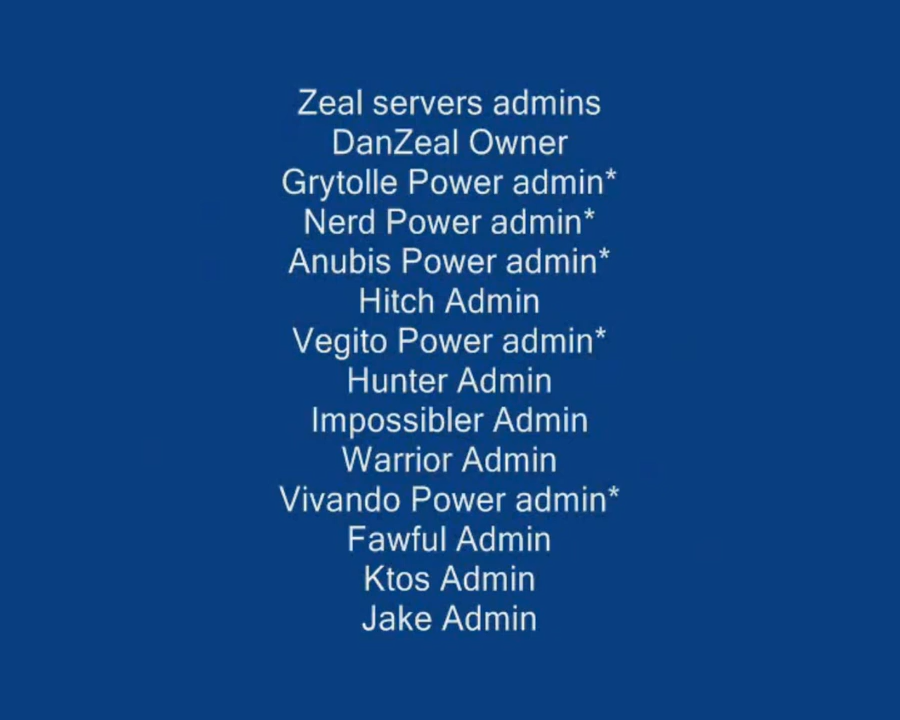 Zeal servers admins
DanZeal Owner
Grytolle Power admin*
Nerd Power admin*
Anubis Power admin*
Hitch Admin
Vegito Power admin*
Hunter Admin
Impossibler Admin
Warrior Admin
Vivando Power admin*
Fawful Admin
Ktos Admin
Jake Admin